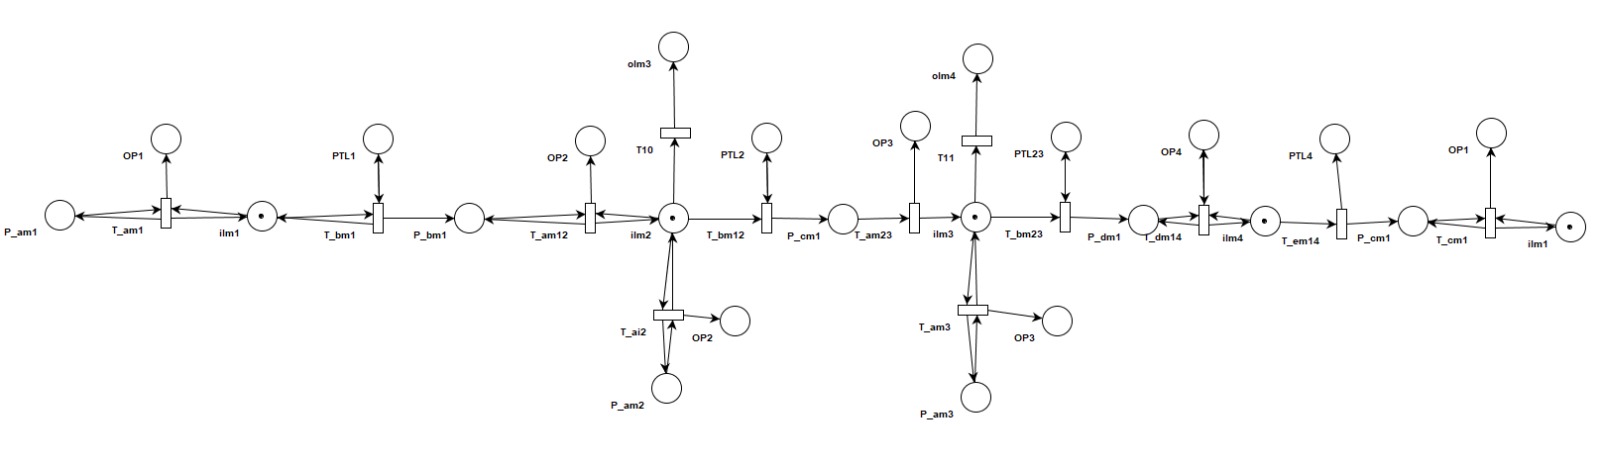 olm3
olm4
OP1
PTL1
OP2
T10
PTL2
OP3
T11
PTL23
OP4
PTL4
OP1
P_am1
T_am1
ilm1
T_bm1
P_bm1
T_am12
ilm2
T_bm12
P_cm1
T_am23
ilm3
T_bm23
P_dm1
T_dm14
ilm4
T_em14
P_cm1
T_cm1
ilm1
T_ai2
OP2
T_am3
OP3
P_am2
P_am3